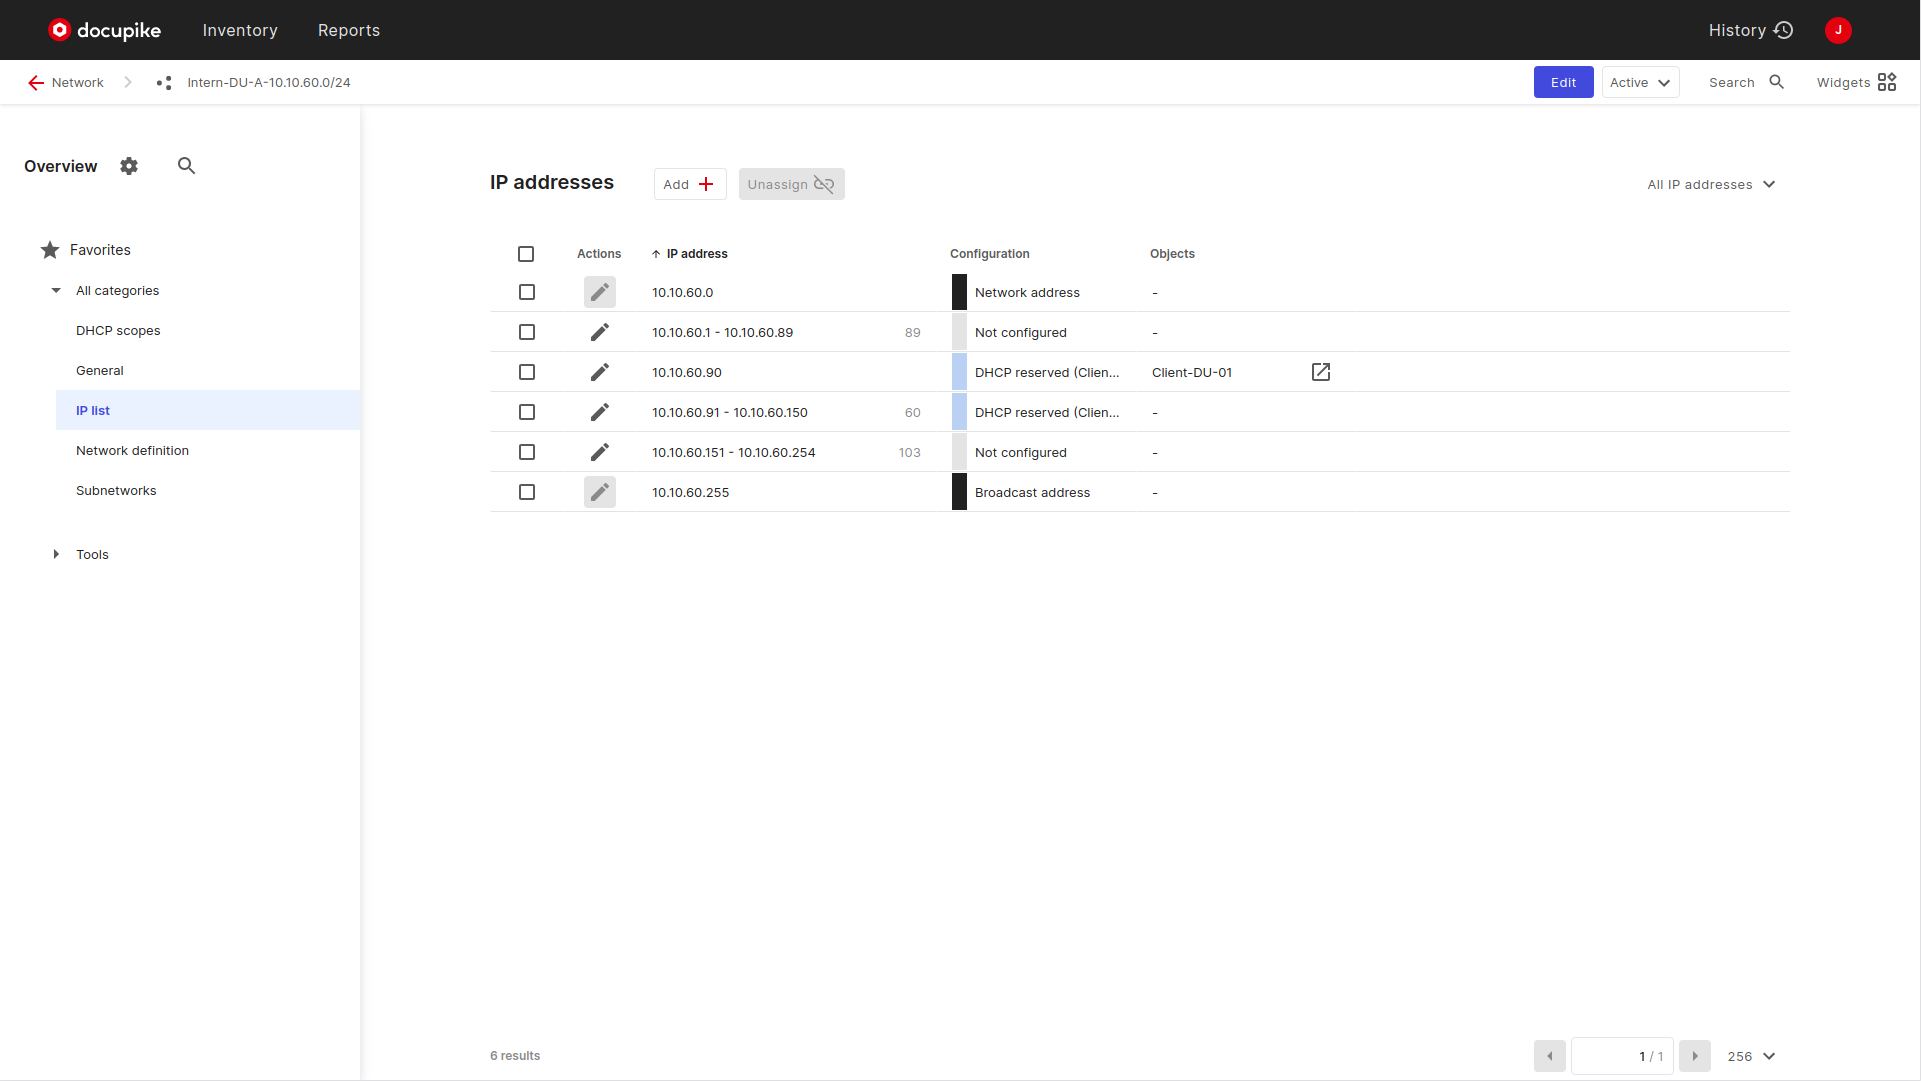 docupike Inventory Reports History J
Network Intern-DU-A-10.10.60.0/24 Edit Active Search Widgets
Overview
Favorites
All categories
DHCP scopes
General
IP list
Network definition
Subnetworks
Tools
IP addresses Add Unassign All IP addresses
Actions IP address Configuration Objects
10.10.60.0 Network address -
10.10.60.1 - 10.10.60.89 89 Not configured -
10.10.60.90 DHCP reserved (Clien... Client-DU-01
10.10.60.91 - 10.10.60.150 60 DHCP reserved (Clien... -
10.10.60.151 - 10.10.60.254 103 Not configured -
10.10.60.255 Broadcast address -
6 results 1 / 1 256